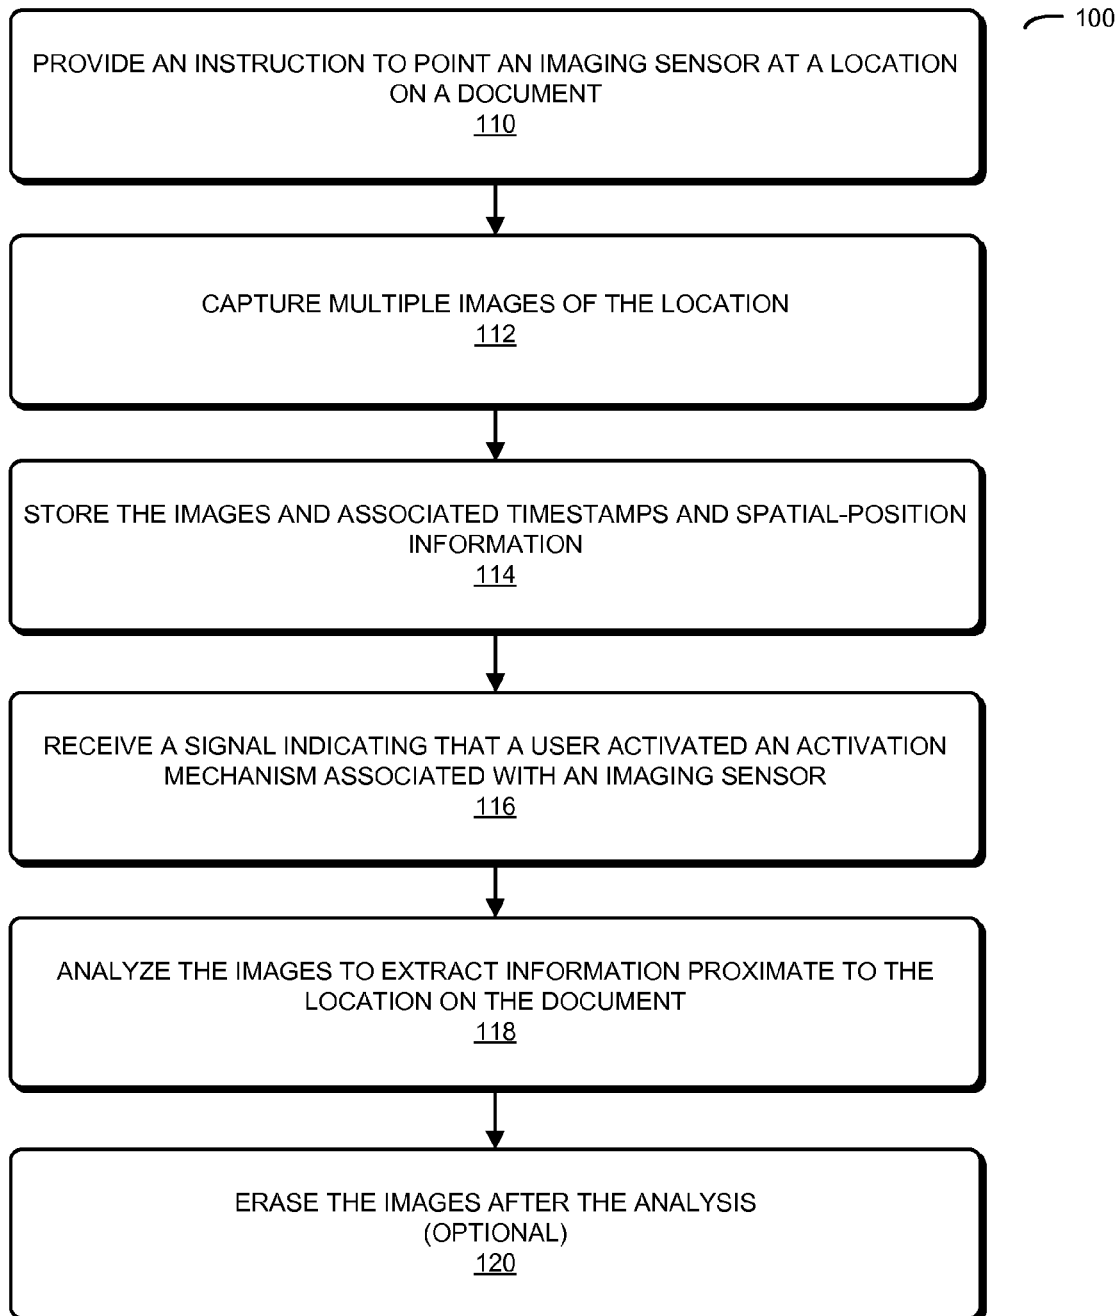 100
PROVIDE AN INSTRUCTION TO POINT AN IMAGING SENSOR AT A LOCATION
ON A DOCUMENT
110
CAPTURE MULTIPLE IMAGES OF THE LOCATION
112
STORE THE IMAGES AND ASSOCIATED TIMESTAMPS AND SPATIAL-POSITION
INFORMATION
114
RECEIVE A SIGNAL INDICATING THAT A USER ACTIVATED AN ACTIVATION
MECHANISM ASSOCIATED WITH AN IMAGING SENSOR
116
ANALYZE THE IMAGES TO EXTRACT INFORMATION PROXIMATE TO THE
LOCATION ON THE DOCUMENT
118
ERASE THE IMAGES AFTER THE ANALYSIS
(OPTIONAL)
120